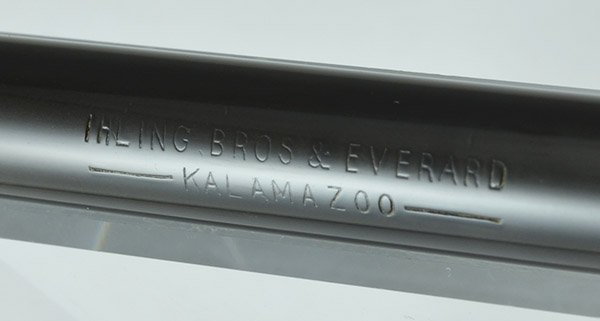 IHLING BROS & EVERARD
KALAMAZOO